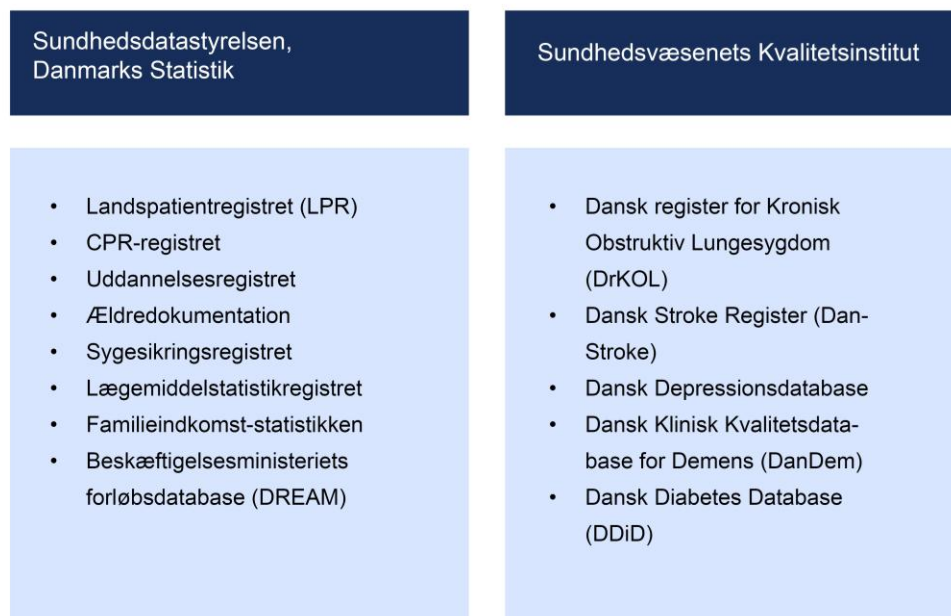 Sundhedsdatastyrelsen,
Danmarks Statistik
Sundhedsvæsenets Kvalitetsinstitut
• Landspatientregistret (LPR)
• CPR-registret
• Uddannelsesregistret
• Ældredokumentation
• Sygesikringsregistret
• Lægemiddelstatistikregistret
• Familieindkomst-statistikken
• Beskæftigelsesministeriets
forløbsdatabase (DREAM)
• Dansk register for Kronisk
Obstruktiv Lungesygdom
(DrKOL)
• Dansk Stroke Register (Dan-
Stroke)
• Dansk Depressionsdatabase
• Dansk Klinisk Kvalitetsdata-
base for Demens (DanDem)
• Dansk Diabetes Database
(DDiD)